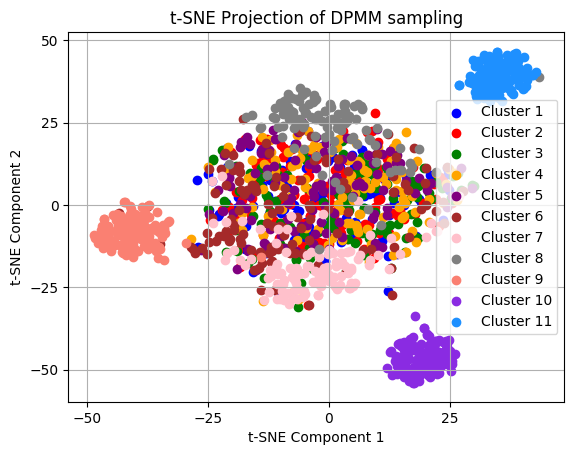 t-SNE Projection of DPMM sampling
50
25
0
−25
−50
t-SNE Component 2
−50
−25
0
25
t-SNE Component 1
Cluster 1
Cluster 2
Cluster 3
Cluster 4
Cluster 5
Cluster 6
Cluster 7
Cluster 8
Cluster 9
Cluster 10
Cluster 11